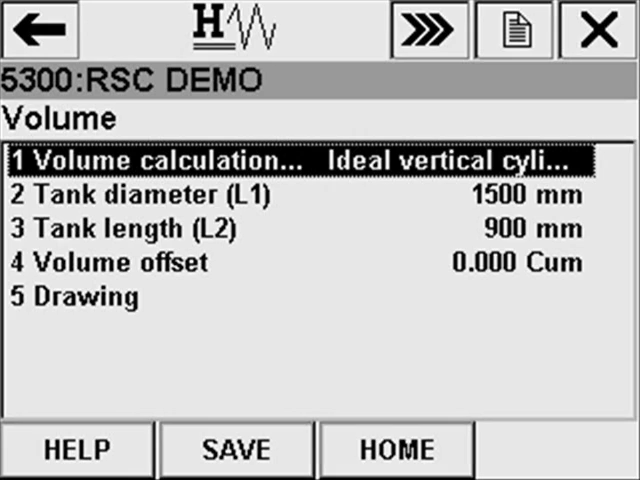 H
5300:RSC DEMO
Volume
1 Volume calculation... Ideal vertical cyli...
2 Tank diameter (L1) 1500 mm
3 Tank length (L2) 900 mm
4 Volume offset 0.000 Cum
5 Drawing
HELP SAVE HOME